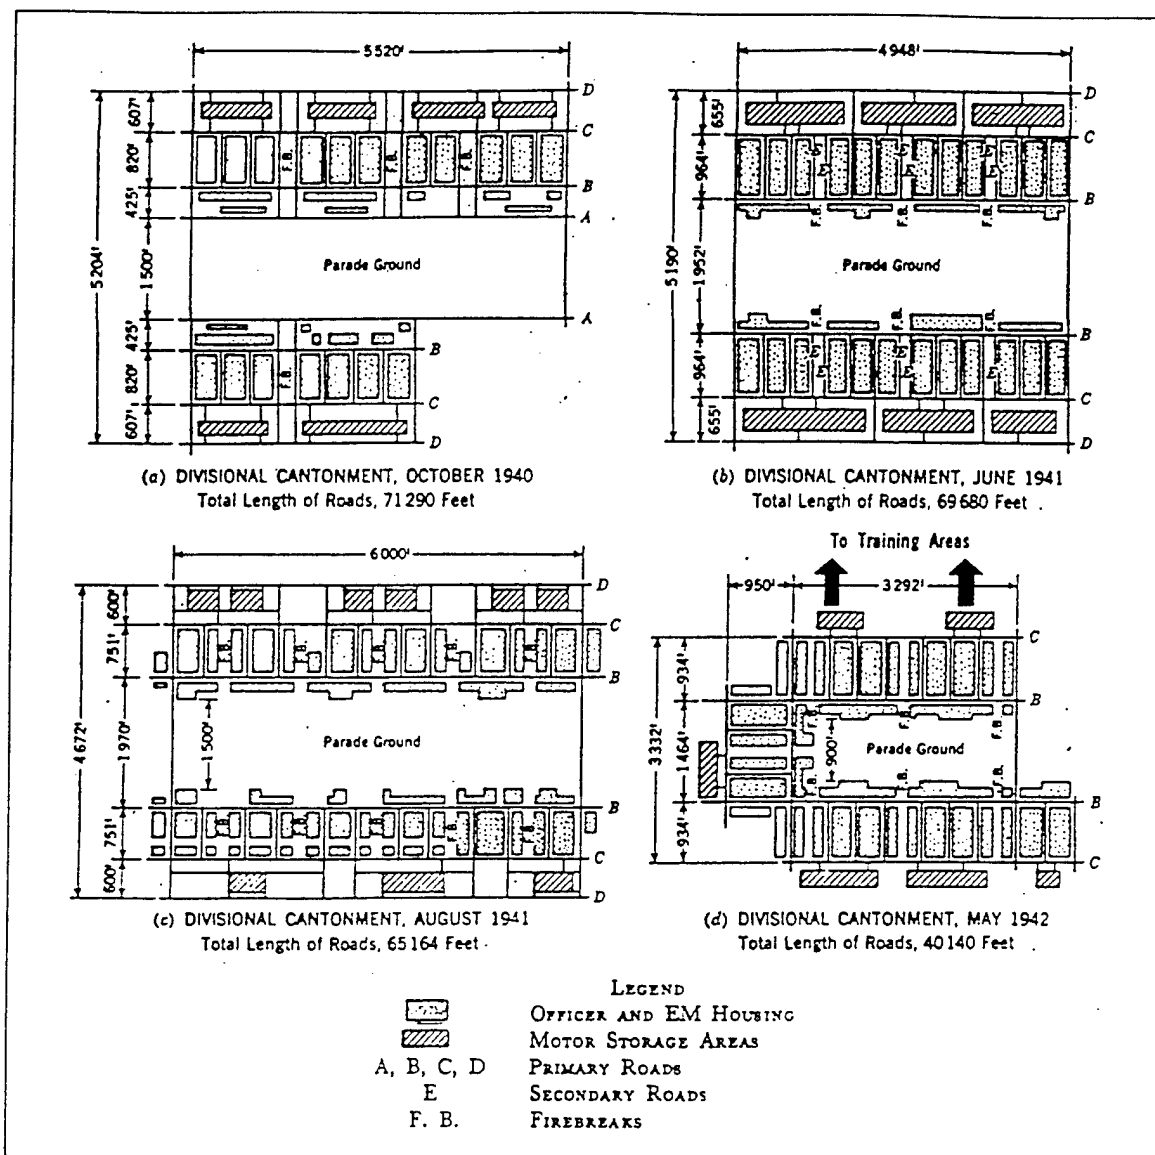 5520'
D
607'
C
820'
F.B.
F.B.
F.B.
B
425'
A
5204'
1500'
Parade Ground
A
425'
B
820'
F.B.
C
607'
D
(a) DIVISIONAL CANTONMENT, OCTOBER 1940
Total Length of Roads, 71290 Feet
4948'
D
655'
C
E
E
E
964'
E
E
E
B
F.B.
F.B.
F.B.
5190'
1952'
Parade Ground
F.B.
F.B.
F.B.
B
E
E
964'
E
E
E
C
655'
D
(b) DIVISIONAL CANTONMENT, JUNE 1941
Total Length of Roads, 69680 Feet
6000'
D
600'
C
751'
F.B.
F.B.
F.B.
F.B.
F.B.
B
4672'
1970'
1500'
Parade Ground
B
751'
F.B.
F.B.
F.B.
F.B.
F.B.
C
600'
D
(c) DIVISIONAL CANTONMENT, AUGUST 1941
Total Length of Roads, 65164 Feet
To Training Areas
950'
3292'
C
934'
B
F.B.
F.B.
F.B.
3332'
1464'
900'
Parade Ground
F.B.
F.B.
F.B.
B
934'
C
(d) DIVISIONAL CANTONMENT, MAY 1942
Total Length of Roads, 40140 Feet
LEGEND
OFFICER AND EM HOUSING
MOTOR STORAGE AREAS
A, B, C, D PRIMARY ROADS
E SECONDARY ROADS
F. B. FIREBREAKS